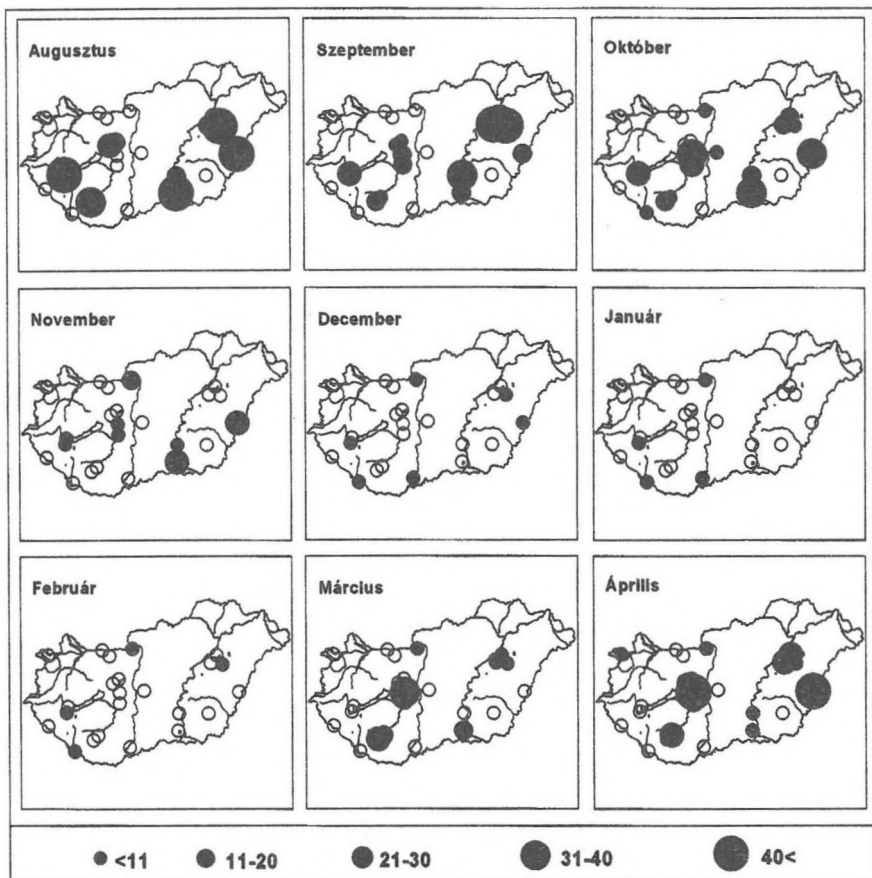 Augusztus Szeptember Október
November December Január
Február Március Április
<11 11-20 21-30 31-40 40<